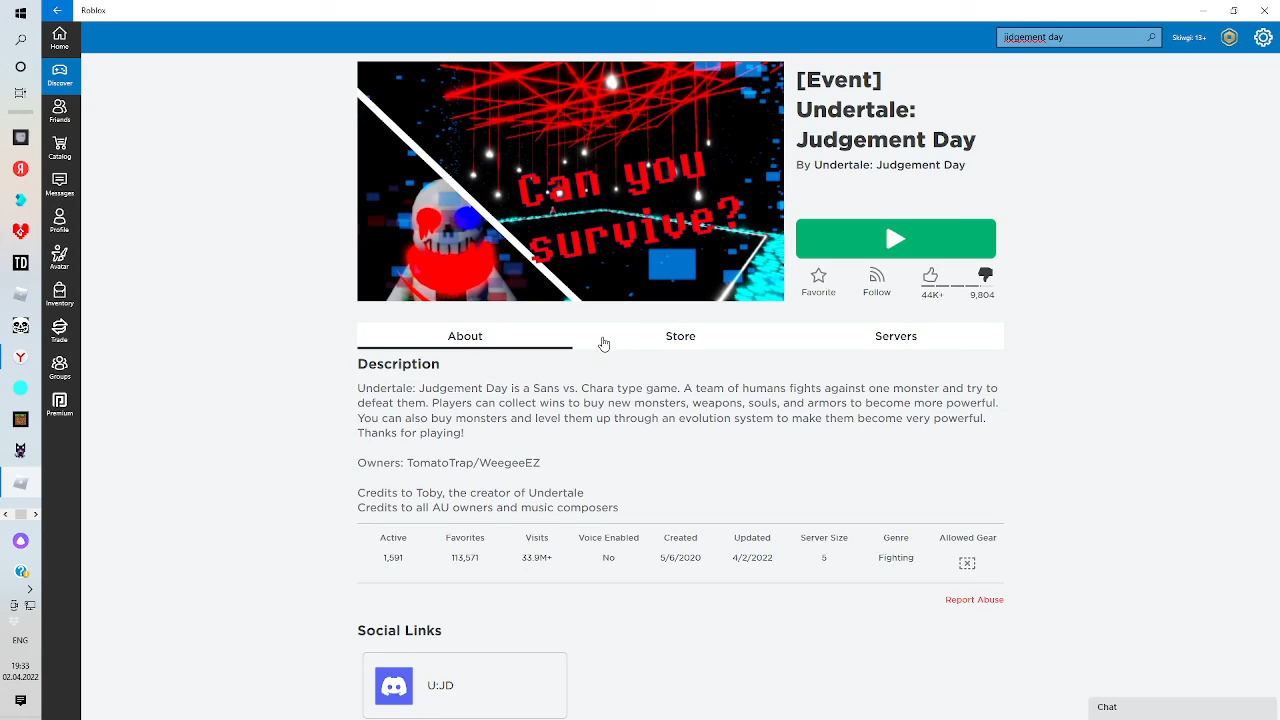 Roblox
Home
Discover
Friends
Catalog
Messages
Profile
Avatar
Inventory
Trade
Groups
Premium
TD
ENG
19:33
02.04.2022
jidgement day
Skiwgi: 13+
Can you
survive?
[Event]
Undertale:
Judgement Day
By Undertale: Judgement Day
Favorite
Follow
44K+
9,804
About
Store
Servers
Description
Undertale: Judgement Day is a Sans vs. Chara type game. A team of humans fights against one monster and try to
defeat them. Players can collect wins to buy new monsters, weapons, souls, and armors to become more powerful.
You can also buy monsters and level them up through an evolution system to make them become very powerful.
Thanks for playing!
Owners: TomatoTrap/WeegeeEZ
Credits to Toby, the creator of Undertale
Credits to all AU owners and music composers
Active Favorites Visits Voice Enabled Created Updated Server Size Genre Allowed Gear
1,591 113,571 33.9M+ No 5/6/2020 4/2/2022 5 Fighting
Report Abuse
Social Links
U:JD
Chat